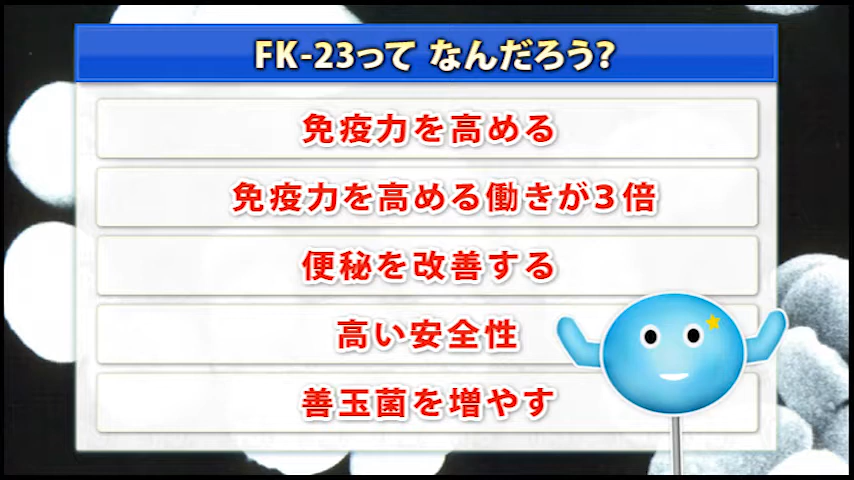 FK-23って なんだろう?
免疫力を高める
免疫力を高める働きが3倍
便秘を改善する
高い安全性
善玉菌を増やす